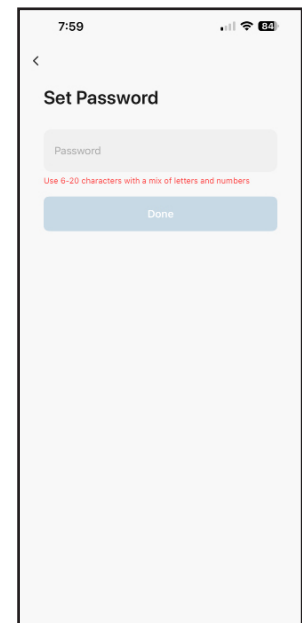 7:59
84
Set Password
Password
Use 6-20 characters with a mix of letters and numbers
Done